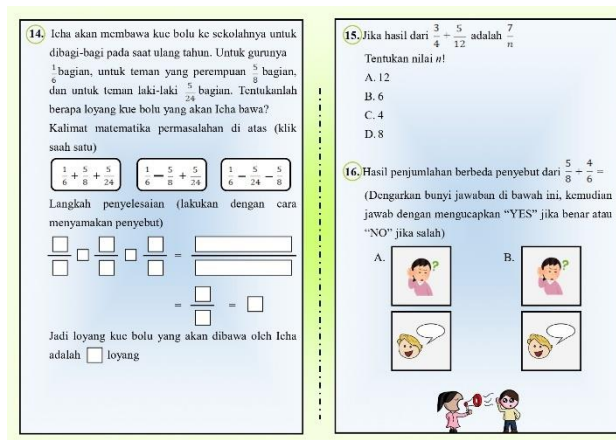 14. Icha akan membawa kue bolu ke sekolahnya untuk
dibagi-bagi pada saat ulang tahun. Untuk gurunya
1/6 bagian, untuk teman yang perempuan 5/8 bagian,
dan untuk teman laki-laki 5/24 bagian. Tentukanlah
berapa loyang kue bolu yang akan Icha bawa?
Kalimat matematika permasalahan di atas (klik
saah satu)
1/6 + 5/8 + 5/24
1/6 − 5/8 + 5/24
1/6 − 5/24 − 5/8
Langkah penyelesaian (lakukan dengan cara
menyamakan penyebut)
=
= =
Jadi loyang kue bolu yang akan dibawa oleh Icha
adalah loyang
15. Jika hasil dari 3/4 + 5/12 adalah 7/n
Tentukan nilai n!
A. 12
B. 6
C. 4
D. 8
16. Hasil penjumlahan berbeda penyebut dari 5/8 + 4/6 =
(Dengarkan bunyi jawaban di bawah ini, kemudian
jawab dengan mengucapkan “YES” jika benar atau
“NO” jika salah)
A.
B.
?
?